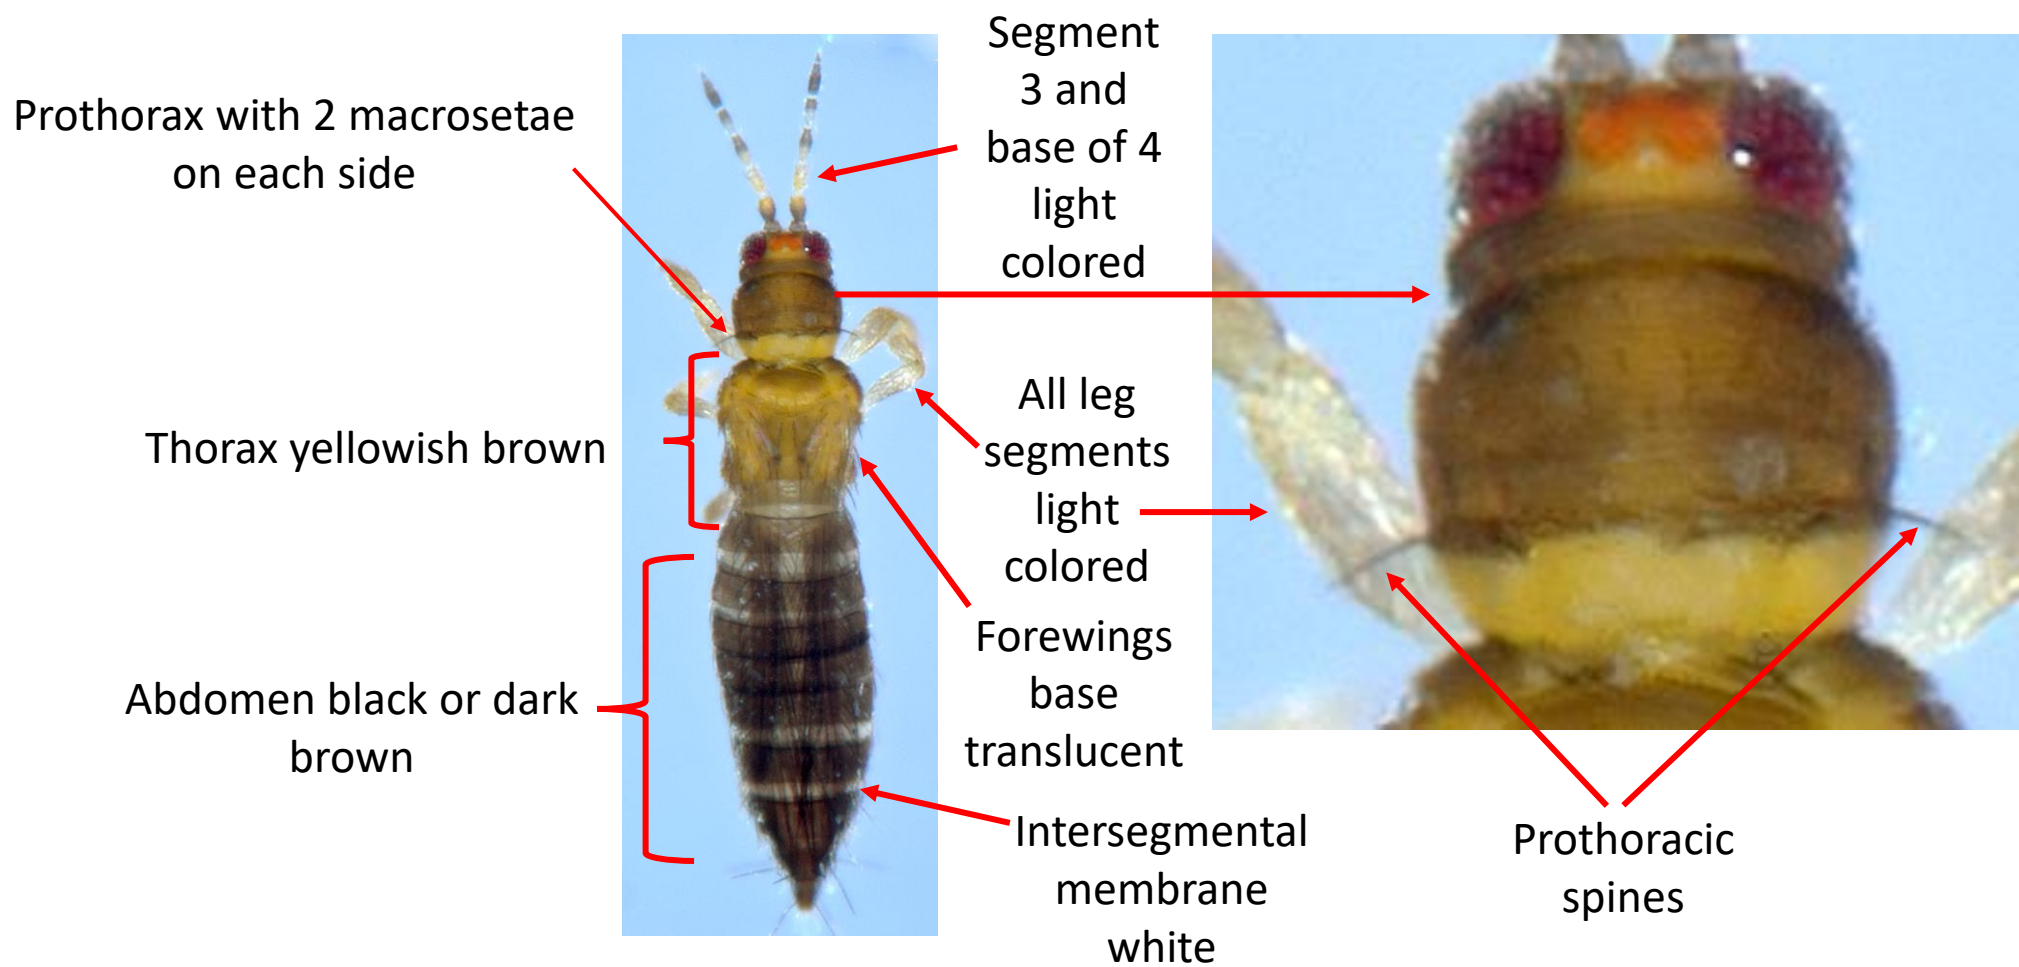 Prothorax with 2 macrosetae
on each side
Segment
3 and
base of 4
light
colored
Thorax yellowish brown
All leg
segments
light
colored
Abdomen black or dark
brown
Forewings
base
translucent
Intersegmental
membrane
white
Prothoracic
spines